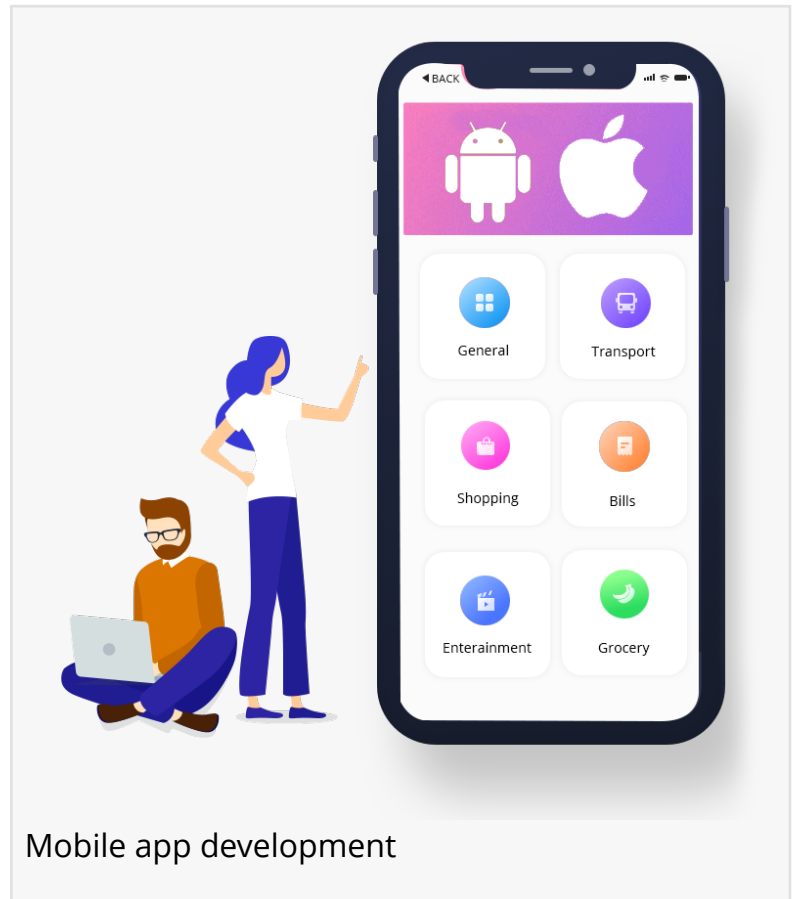 BACK
General
Transport
Shopping
Bills
Enterainment
Grocery
Mobile app development